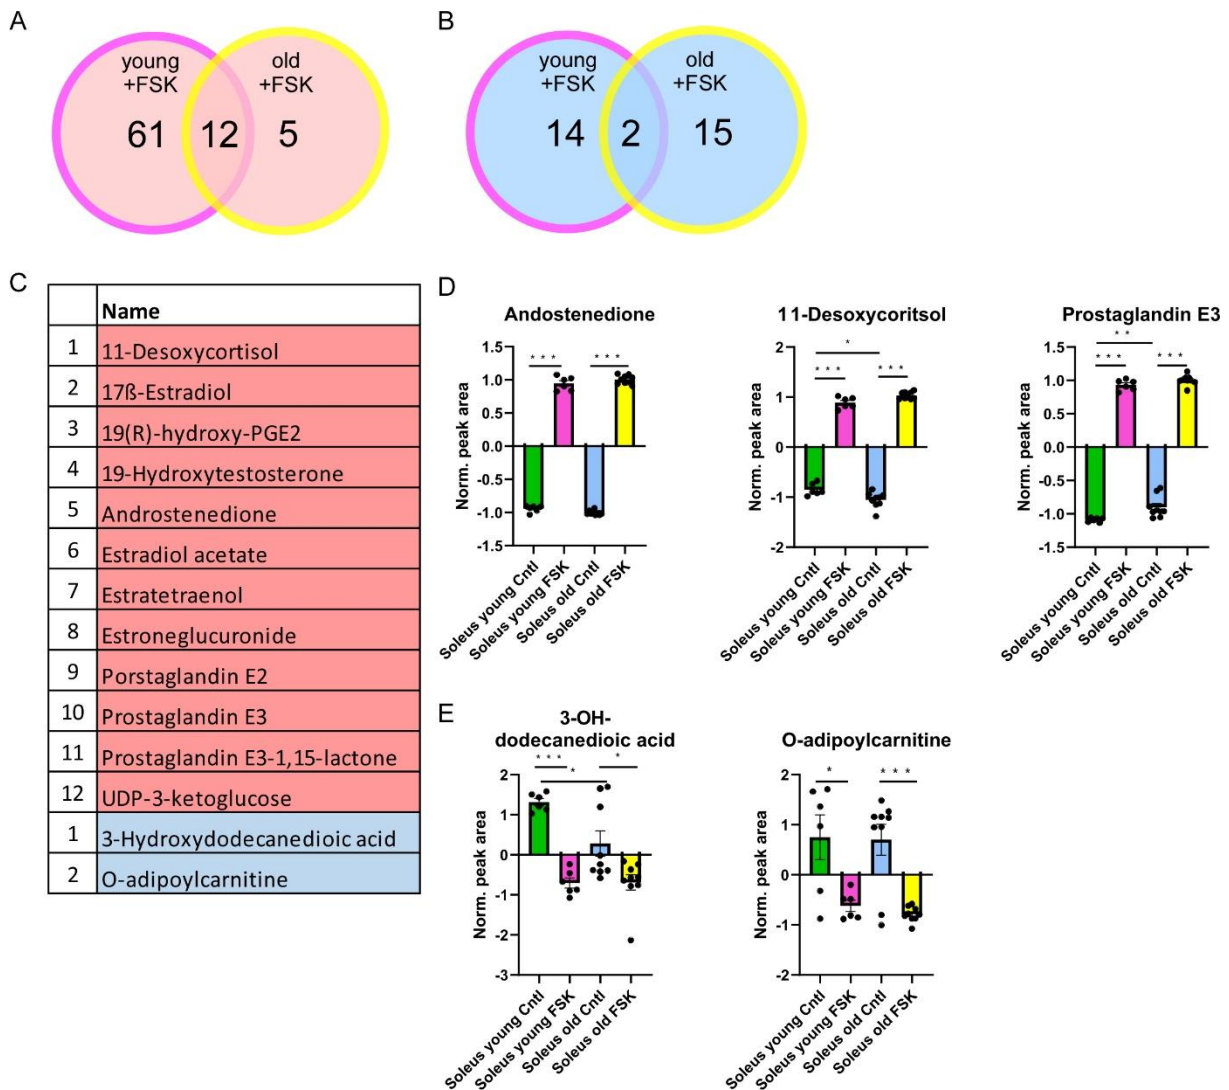 A
young
+FSK
old
+FSK
61
12
5
B
young
+FSK
old
+FSK
14
2
15
C
Name
1 11-Desoxycortisol
2 17ß-Estradiol
3 19(R)-hydroxy-PGE2
4 19-Hydroxytestosterone
5 Androstenedione
6 Estradiol acetate
7 Estratetraenol
8 Estroneglucuronide
9 Porstaglandin E2
10 Prostaglandin E3
11 Prostaglandin E3-1,15-lactone
12 UDP-3-ketoglucose
1 3-Hydroxydodecanedioic acid
2 O-adipoylcarnitine
D
Andostenedione
Norm. peak area
1.5
1.0
0.5
0.0
-0.5
-1.0
-1.5
***
***
Soleus young Cntl
Soleus young FSK
Soleus old Cntl
Soleus old FSK
11-Desoxycoritsol
Norm. peak area
2
1
0
-1
-2
*
***
***
Soleus young Cntl
Soleus young FSK
Soleus old Cntl
Soleus old FSK
Prostaglandin E3
Norm. peak area
1.5
1.0
0.5
0.0
-0.5
-1.0
-1.5
**
***
***
Soleus young Cntl
Soleus young FSK
Soleus old Cntl
Soleus old FSK
E
3-OH-
dodecanedioic acid
Norm. peak area
2
1
0
-1
-2
-3
***
*
*
Soleus young Cntl
Soleus young FSK
Soleus old Cntl
Soleus old FSK
O-adipoylcarnitine
Norm. peak area
2
1
0
-1
-2
*
***
Soleus young Cntl
Soleus young FSK
Soleus old Cntl
Soleus old FSK